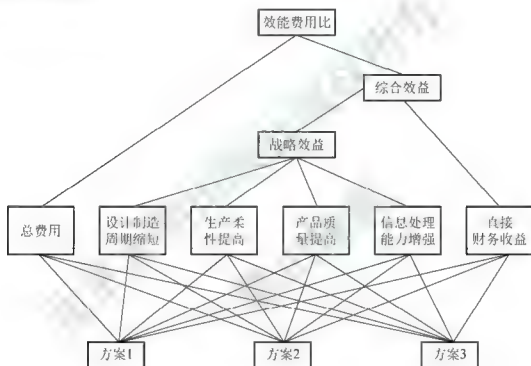 效能费用比
综合效益
战略效益
总费用
设计制造
周期缩短
生产柔
性提高
产品质
量提高
信息处理
能力增强
直接
财务收益
方案1
方案2
方案3